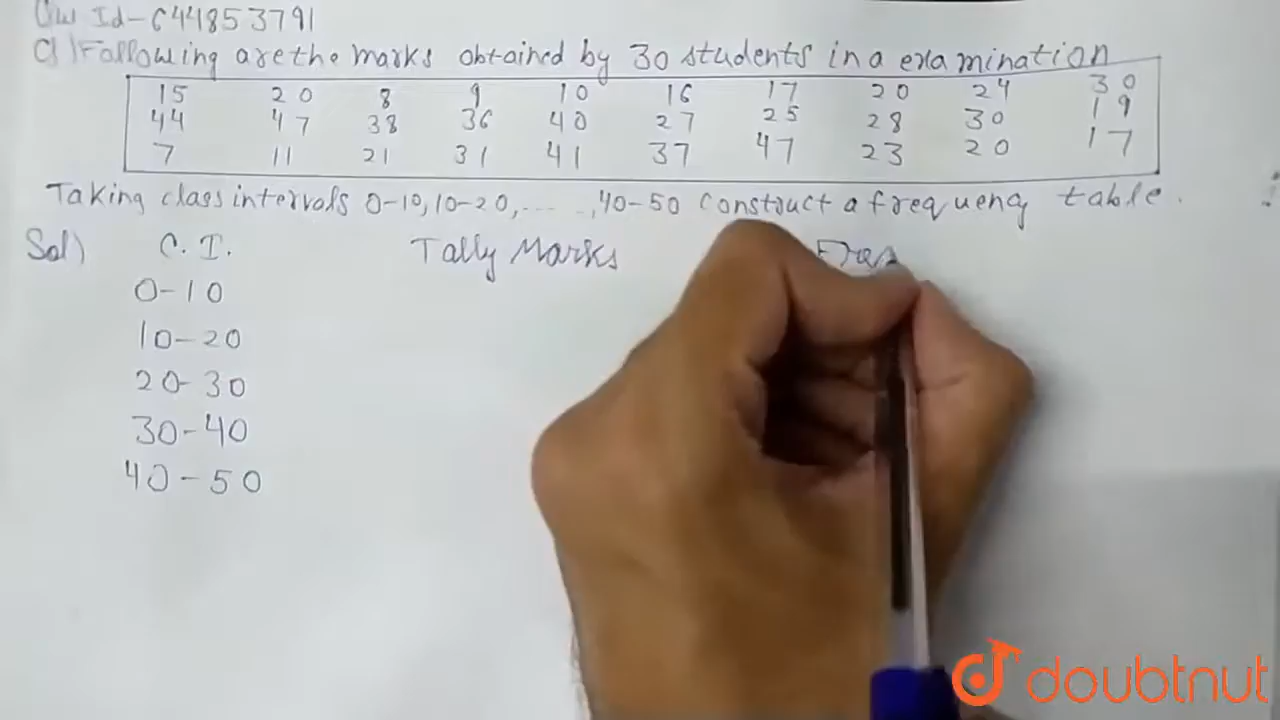 Id-644853791
Q) Following are the marks obtained by 30 students in a examination
15 20 8 9 10 16 17 20 24 30
44 47 38 36 40 27 25 28 30 19
7 11 21 31 41 37 47 23 20 17
Taking class intervals 0-10, 10-20, ..... , 40-50 construct a frequency table.
Sol) C. I. Tally Marks
0-10
10-20
20-30
30-40
40-50
doubtnut